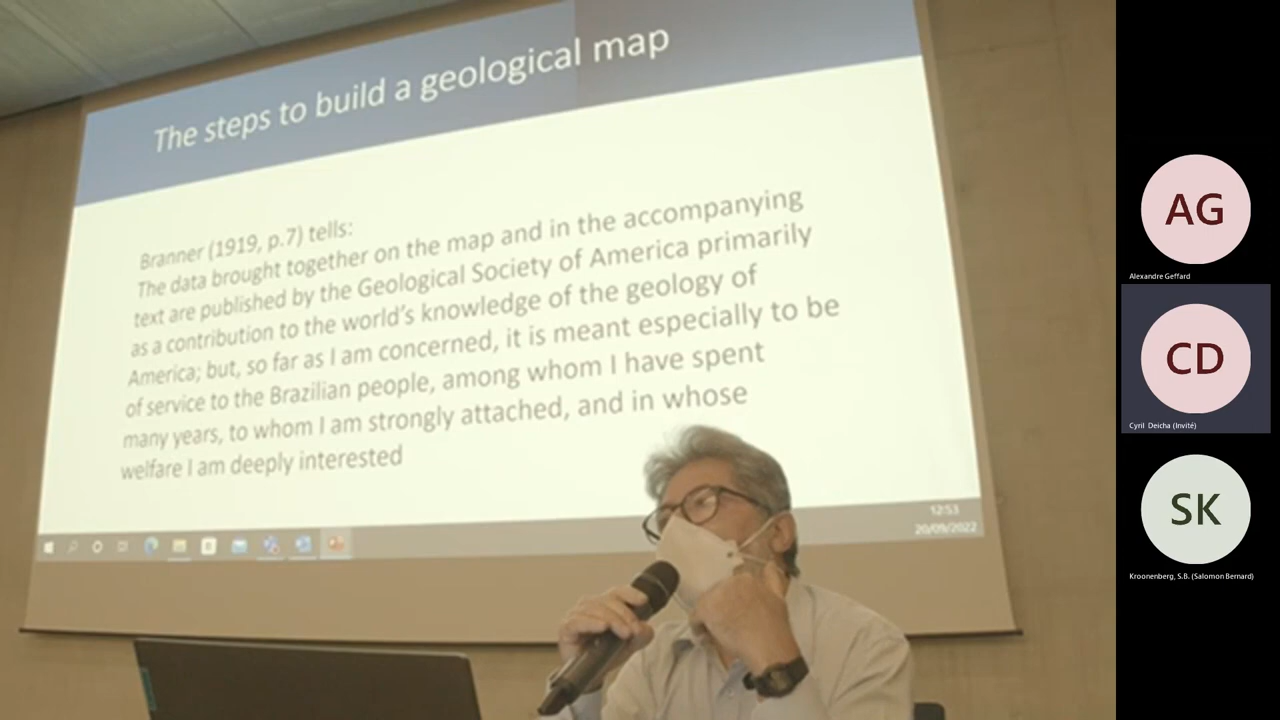 The steps to build a geological map
Branner (1919, p.7) tells:
The data brought together on the map and in the accompanying
text are published by the Geological Society of America primarily
as a contribution to the world's knowledge of the geology of
America; but, so far as I am concerned, it is meant especially to be
of service to the Brazilian people, among whom I have spent
many years, to whom I am strongly attached, and in whose
welfare I am deeply interested
12:53
20/09/2022
AG
Alexandre Geffard
CD
Cyril Deicha (Invité)
SK
Kroonenberg, S.B. (Salomon Bernard)